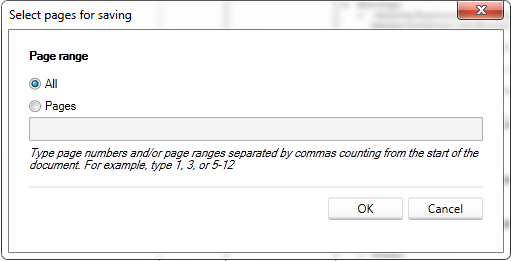 Select pages for saving
Page range
All
Pages
Type page numbers and/or page ranges separated by commas counting from the start of the
document. For example, type 1, 3, or 5-12
OK
Cancel